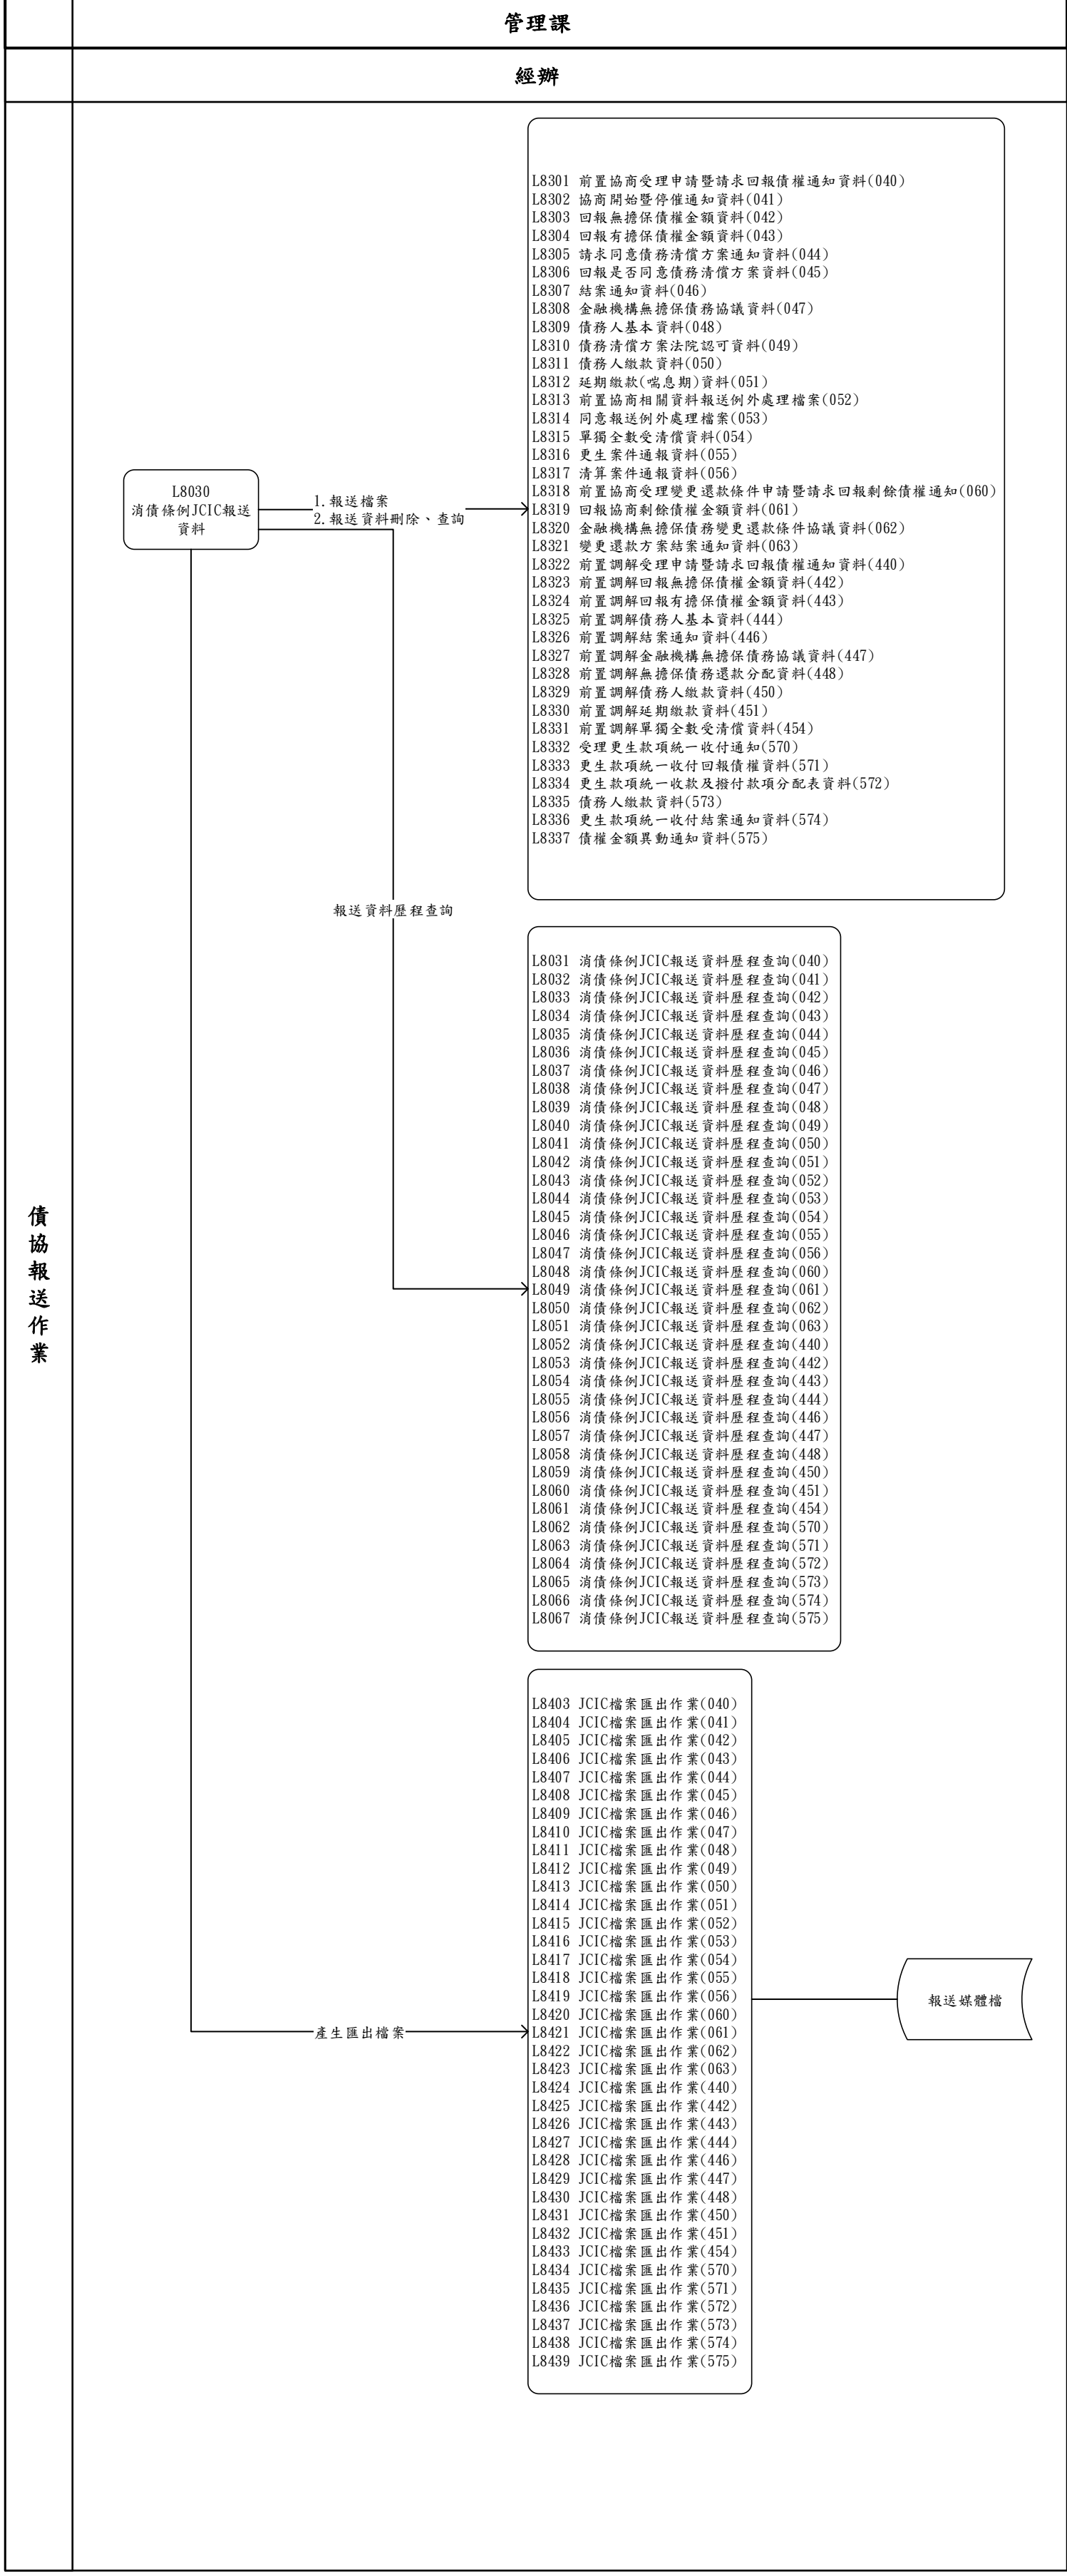 管理課
經辦
債協報送作業
L8030
消債條例JCIC報送
資料
1.報送檔案
2.報送資料刪除、查詢
L8301 前置協商受理申請暨請求回報債權通知資料(040)
L8302 協商開始暨停催通知資料(041)
L8303 回報無擔保債權金額資料(042)
L8304 回報有擔保債權金額資料(043)
L8305 請求同意債務清償方案通知資料(044)
L8306 回報是否同意債務清償方案資料(045)
L8307 結案通知資料(046)
L8308 金融機構無擔保債務協議資料(047)
L8309 債務人基本資料(048)
L8310 債務清償方案法院認可資料(049)
L8311 債務人繳款資料(050)
L8312 延期繳款(喘息期)資料(051)
L8313 前置協商相關資料報送例外處理檔案(052)
L8314 同意報送例外處理檔案(053)
L8315 單獨全數受清償資料(054)
L8316 更生案件通報資料(055)
L8317 清算案件通報資料(056)
L8318 前置協商受理變更還款條件申請暨請求回報剩餘債權通知(060)
L8319 回報協商剩餘債權金額資料(061)
L8320 金融機構無擔保債務變更還款條件協議資料(062)
L8321 變更還款方案結案通知資料(063)
L8322 前置調解受理申請暨請求回報債權通知資料(440)
L8323 前置調解回報無擔保債權金額資料(442)
L8324 前置調解回報有擔保債權金額資料(443)
L8325 前置調解債務人基本資料(444)
L8326 前置調解結案通知資料(446)
L8327 前置調解金融機構無擔保債務協議資料(447)
L8328 前置調解無擔保債務還款分配資料(448)
L8329 前置調解債務人繳款資料(450)
L8330 前置調解延期繳款資料(451)
L8331 前置調解單獨全數受清償資料(454)
L8332 受理更生款項統一收付通知(570)
L8333 更生款項統一收付回報債權資料(571)
L8334 更生款項統一收款及撥付款項分配表資料(572)
L8335 債務人繳款資料(573)
L8336 更生款項統一收付結案通知資料(574)
L8337 債權金額異動通知資料(575)
報送資料歷程查詢
L8031 消債條例JCIC報送資料歷程查詢(040)
L8032 消債條例JCIC報送資料歷程查詢(041)
L8033 消債條例JCIC報送資料歷程查詢(042)
L8034 消債條例JCIC報送資料歷程查詢(043)
L8035 消債條例JCIC報送資料歷程查詢(044)
L8036 消債條例JCIC報送資料歷程查詢(045)
L8037 消債條例JCIC報送資料歷程查詢(046)
L8038 消債條例JCIC報送資料歷程查詢(047)
L8039 消債條例JCIC報送資料歷程查詢(048)
L8040 消債條例JCIC報送資料歷程查詢(049)
L8041 消債條例JCIC報送資料歷程查詢(050)
L8042 消債條例JCIC報送資料歷程查詢(051)
L8043 消債條例JCIC報送資料歷程查詢(052)
L8044 消債條例JCIC報送資料歷程查詢(053)
L8045 消債條例JCIC報送資料歷程查詢(054)
L8046 消債條例JCIC報送資料歷程查詢(055)
L8047 消債條例JCIC報送資料歷程查詢(056)
L8048 消債條例JCIC報送資料歷程查詢(060)
L8049 消債條例JCIC報送資料歷程查詢(061)
L8050 消債條例JCIC報送資料歷程查詢(062)
L8051 消債條例JCIC報送資料歷程查詢(063)
L8052 消債條例JCIC報送資料歷程查詢(440)
L8053 消債條例JCIC報送資料歷程查詢(442)
L8054 消債條例JCIC報送資料歷程查詢(443)
L8055 消債條例JCIC報送資料歷程查詢(444)
L8056 消債條例JCIC報送資料歷程查詢(446)
L8057 消債條例JCIC報送資料歷程查詢(447)
L8058 消債條例JCIC報送資料歷程查詢(448)
L8059 消債條例JCIC報送資料歷程查詢(450)
L8060 消債條例JCIC報送資料歷程查詢(451)
L8061 消債條例JCIC報送資料歷程查詢(454)
L8062 消債條例JCIC報送資料歷程查詢(570)
L8063 消債條例JCIC報送資料歷程查詢(571)
L8064 消債條例JCIC報送資料歷程查詢(572)
L8065 消債條例JCIC報送資料歷程查詢(573)
L8066 消債條例JCIC報送資料歷程查詢(574)
L8067 消債條例JCIC報送資料歷程查詢(575)
產生匯出檔案
L8403 JCIC檔案匯出作業(040)
L8404 JCIC檔案匯出作業(041)
L8405 JCIC檔案匯出作業(042)
L8406 JCIC檔案匯出作業(043)
L8407 JCIC檔案匯出作業(044)
L8408 JCIC檔案匯出作業(045)
L8409 JCIC檔案匯出作業(046)
L8410 JCIC檔案匯出作業(047)
L8411 JCIC檔案匯出作業(048)
L8412 JCIC檔案匯出作業(049)
L8413 JCIC檔案匯出作業(050)
L8414 JCIC檔案匯出作業(051)
L8415 JCIC檔案匯出作業(052)
L8416 JCIC檔案匯出作業(053)
L8417 JCIC檔案匯出作業(054)
L8418 JCIC檔案匯出作業(055)
L8419 JCIC檔案匯出作業(056)
L8420 JCIC檔案匯出作業(060)
L8421 JCIC檔案匯出作業(061)
L8422 JCIC檔案匯出作業(062)
L8423 JCIC檔案匯出作業(063)
L8424 JCIC檔案匯出作業(440)
L8425 JCIC檔案匯出作業(442)
L8426 JCIC檔案匯出作業(443)
L8427 JCIC檔案匯出作業(444)
L8428 JCIC檔案匯出作業(446)
L8429 JCIC檔案匯出作業(447)
L8430 JCIC檔案匯出作業(448)
L8431 JCIC檔案匯出作業(450)
L8432 JCIC檔案匯出作業(451)
L8433 JCIC檔案匯出作業(454)
L8434 JCIC檔案匯出作業(570)
L8435 JCIC檔案匯出作業(571)
L8436 JCIC檔案匯出作業(572)
L8437 JCIC檔案匯出作業(573)
L8438 JCIC檔案匯出作業(574)
L8439 JCIC檔案匯出作業(575)
報送媒體檔